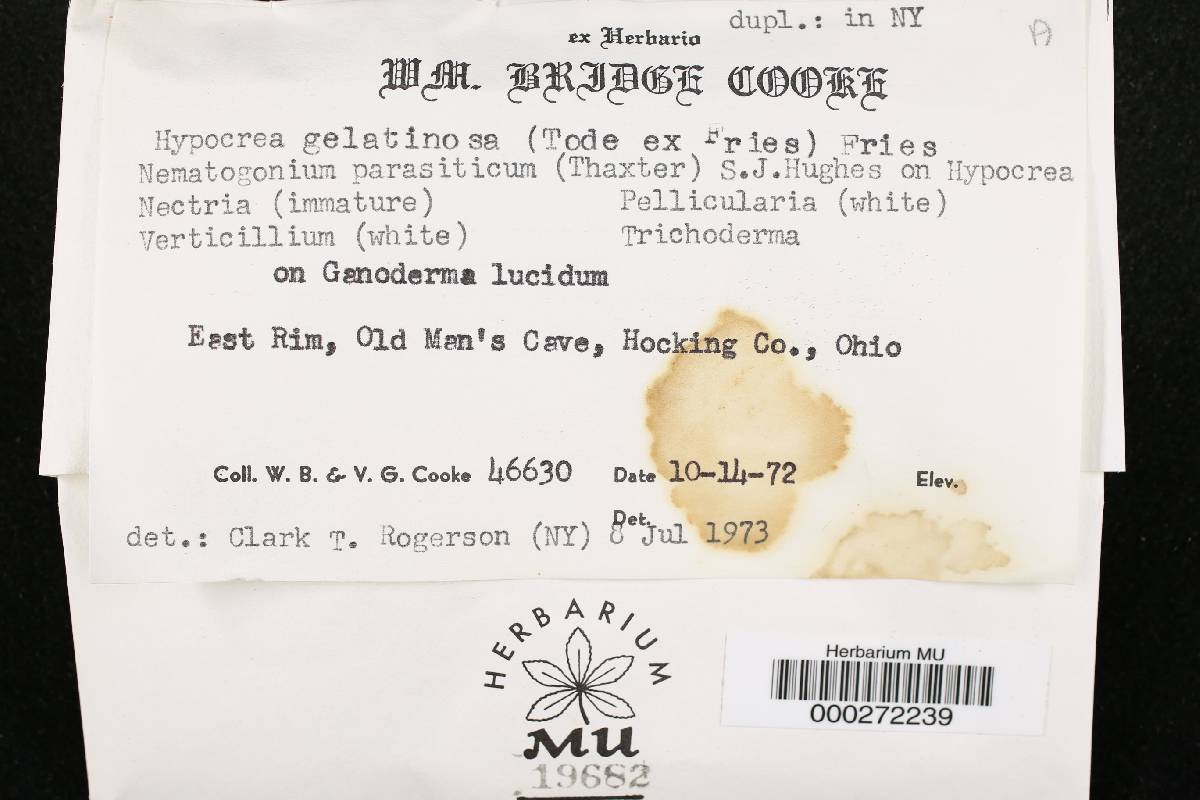 dupl.: in NY
A
ex Herbario
WM. BRIDGE COOKE
Hypocrea gelatinosa (Tode ex Fries) Fries
Nematogonium parasiticum (Thaxter) S.J.Hughes on Hypocrea
Nectria (immature) Pellicularia (white)
Verticillium (white) Trichoderma
on Ganoderma lucidum
East Rim, Old Man's Cave, Hocking Co., Ohio
Coll. W. B. & V. G. Cooke 46630 Date 10-14-72 Elev.
Det.
det.: Clark T. Rogerson (NY) 8 Jul 1973
HERBARIUM
MU
19682
Herbarium MU
000272239